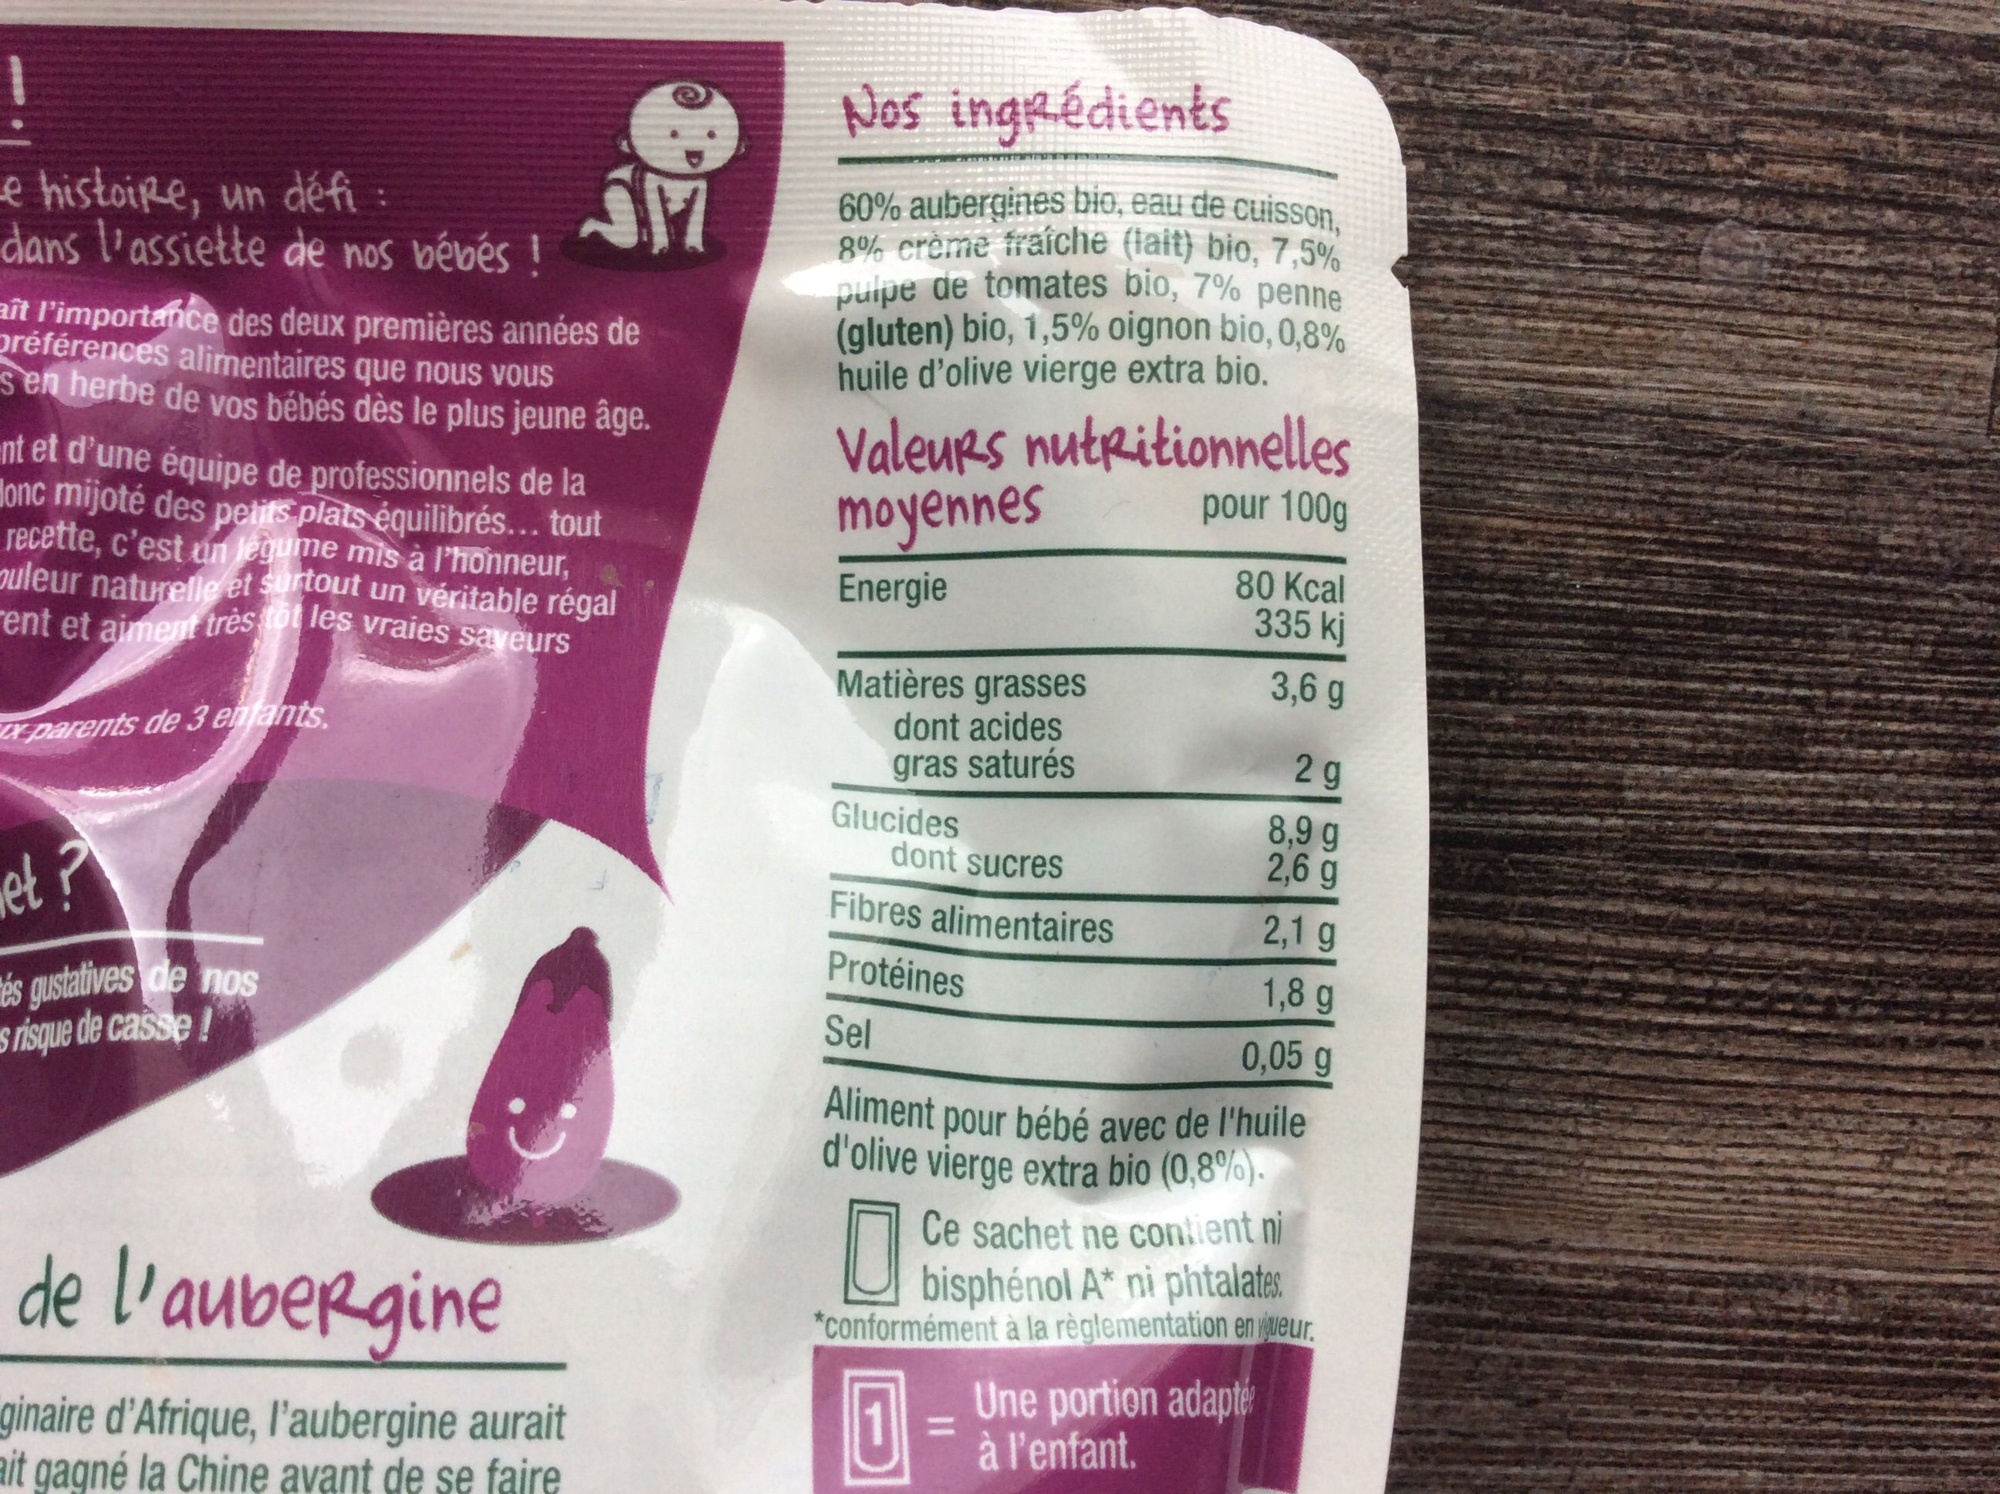 !
histoire, un défi :
dans l'assiette de nos bébés !
l'importance des deux premières années de
préférences alimentaires que nous vous
en herbe de vos bébés dès le plus jeune âge.
et d'une équipe de professionnels de la
donc mijoté des petits plats équilibrés... tout
recette, c'est un légume mis à l'honneur,
couleur naturelle et surtout un véritable régal
et aiment très tôt les vraies saveurs
parents de 3 enfants.
?
gustatives de nos
risque de casse !
de l'aubergine
ginaire d'Afrique, l'aubergine aurait
ait gagné la Chine avant de se faire
Nos ingrédients
60% aubergines bio, eau de cuisson,
8% crème fraîche (lait) bio, 7,5%
pulpe de tomates bio, 7% penne
(gluten) bio, 1,5% oignon bio, 0,8%
huile d'olive vierge extra bio.
Valeurs nutritionnelles
moyennes pour 100g
Energie 80 Kcal
335 kj
Matières grasses 3,6 g
dont acides
gras saturés 2 g
Glucides 8,9 g
dont sucres 2,6 g
Fibres alimentaires 2,1 g
Protéines 1,8 g
Sel 0,05 g
Aliment pour bébé avec de l'huile
d'olive vierge extra bio (0,8%).
Ce sachet ne contient ni
bisphénol A* ni phtalates.
*conformément à la règlementation en vigueur.
1 = Une portion adaptée
à l'enfant.